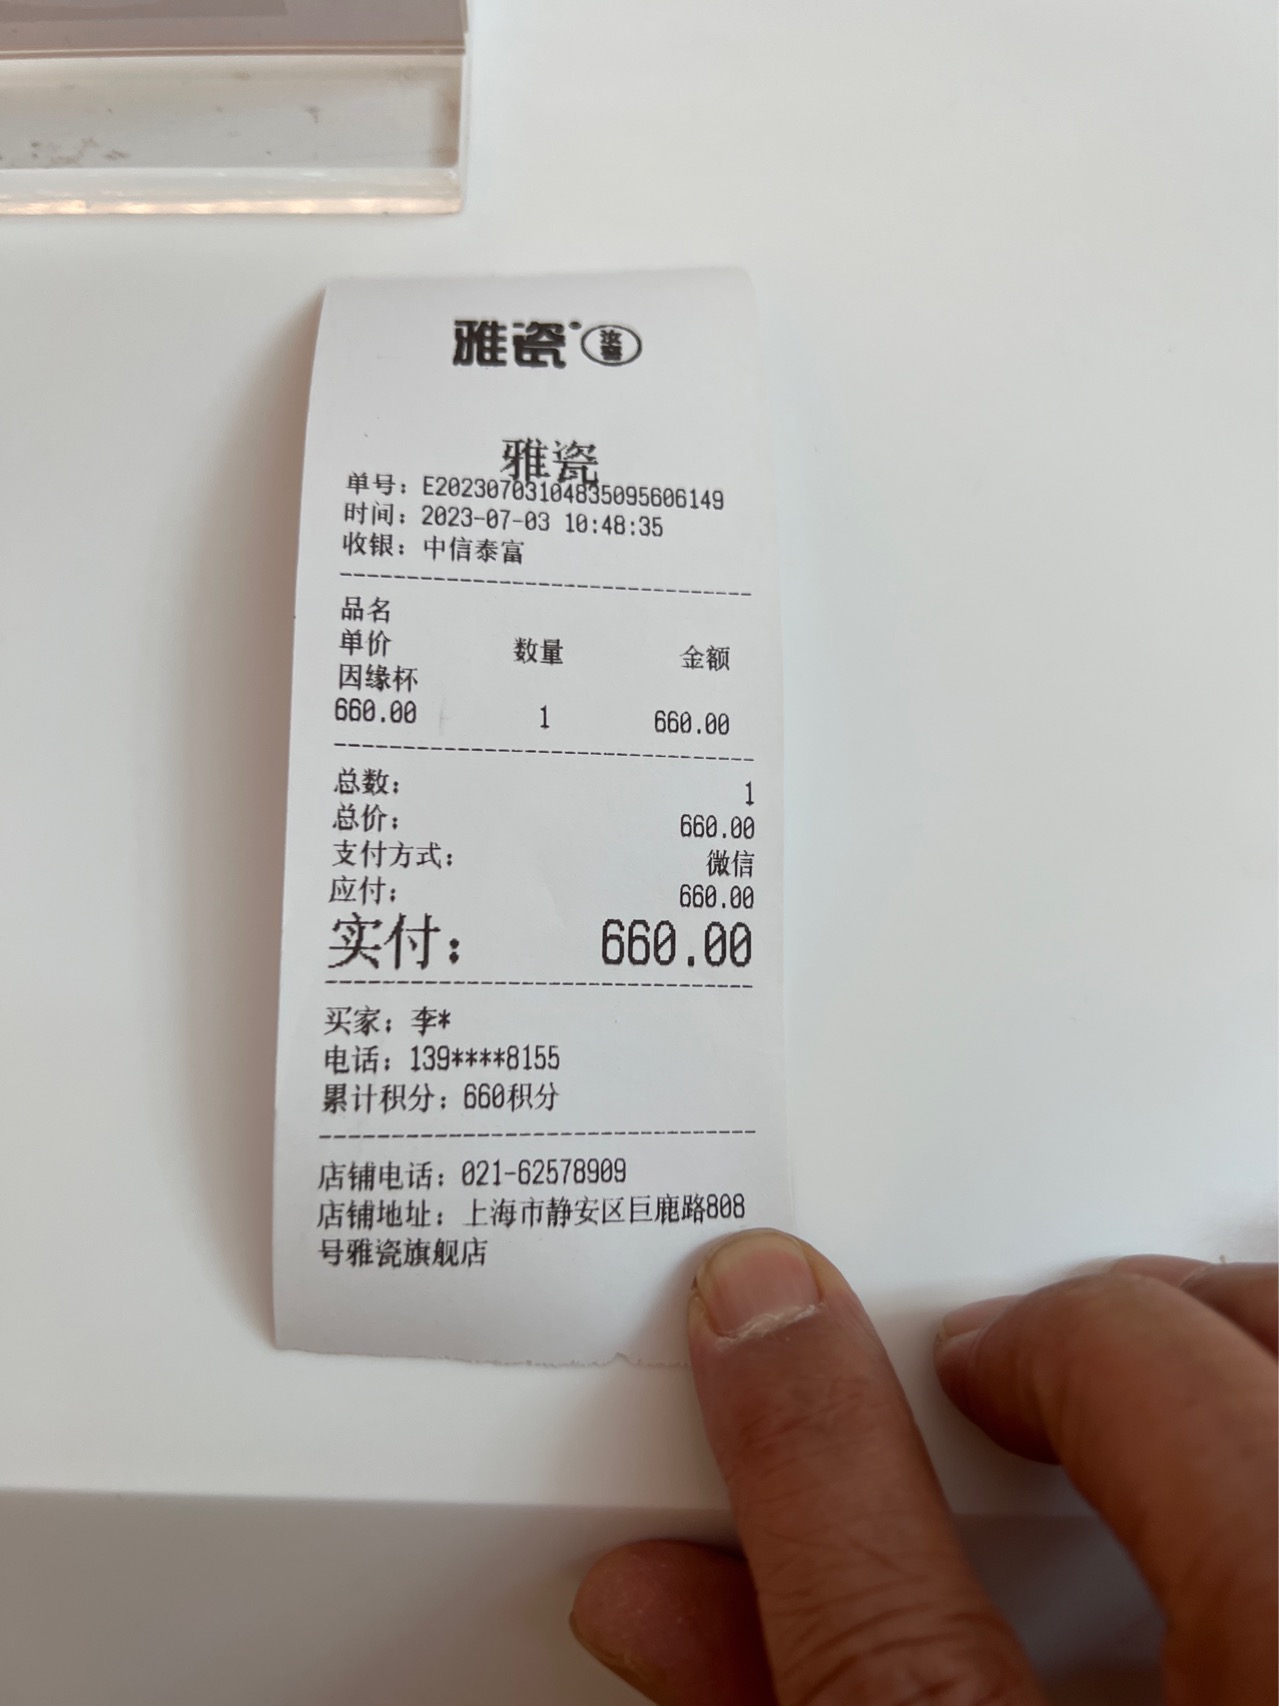 雅瓷 汝窑
雅瓷
单号：E20230703104835095606149
时间：2023-07-03 10:48:35
收银：中信泰富
品名
单价 数量 金额
因缘杯
660.00 1 660.00
总数： 1
总价： 660.00
支付方式： 微信
应付： 660.00
实付： 660.00
买家：李*
电话：139****8155
累计积分：660积分
店铺电话：021-62578909
店铺地址：上海市静安区巨鹿路808
号雅瓷旗舰店